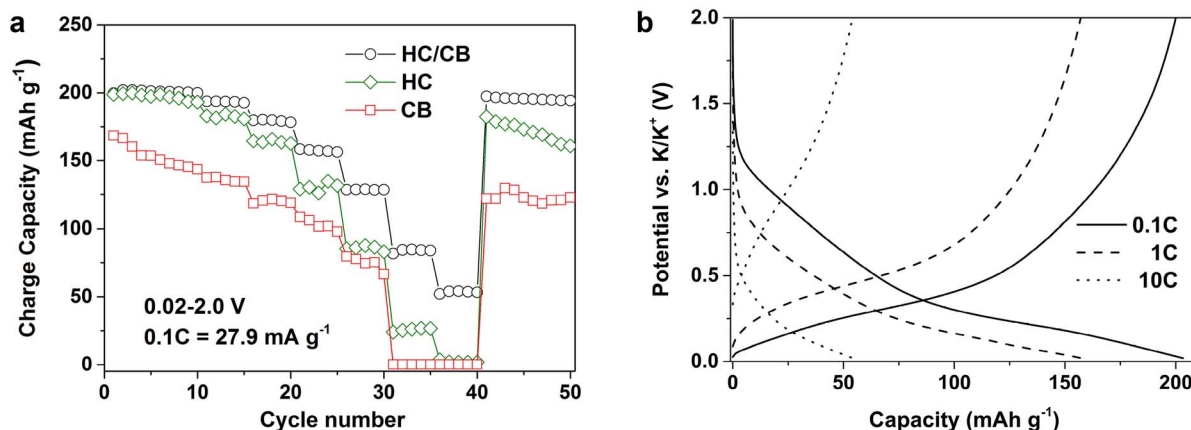 a
Charge Capacity (mAh g⁻¹)
250
200
150
100
50
0
HC/CB
HC
CB
0.02-2.0 V
0.1C = 27.9 mA g⁻¹
0 10 20 30 40 50
Cycle number
b
Potential vs. K/K⁺ (V)
2.0
1.5
1.0
0.5
0.0
0.1C
1C
10C
0 50 100 150 200
Capacity (mAh g⁻¹)